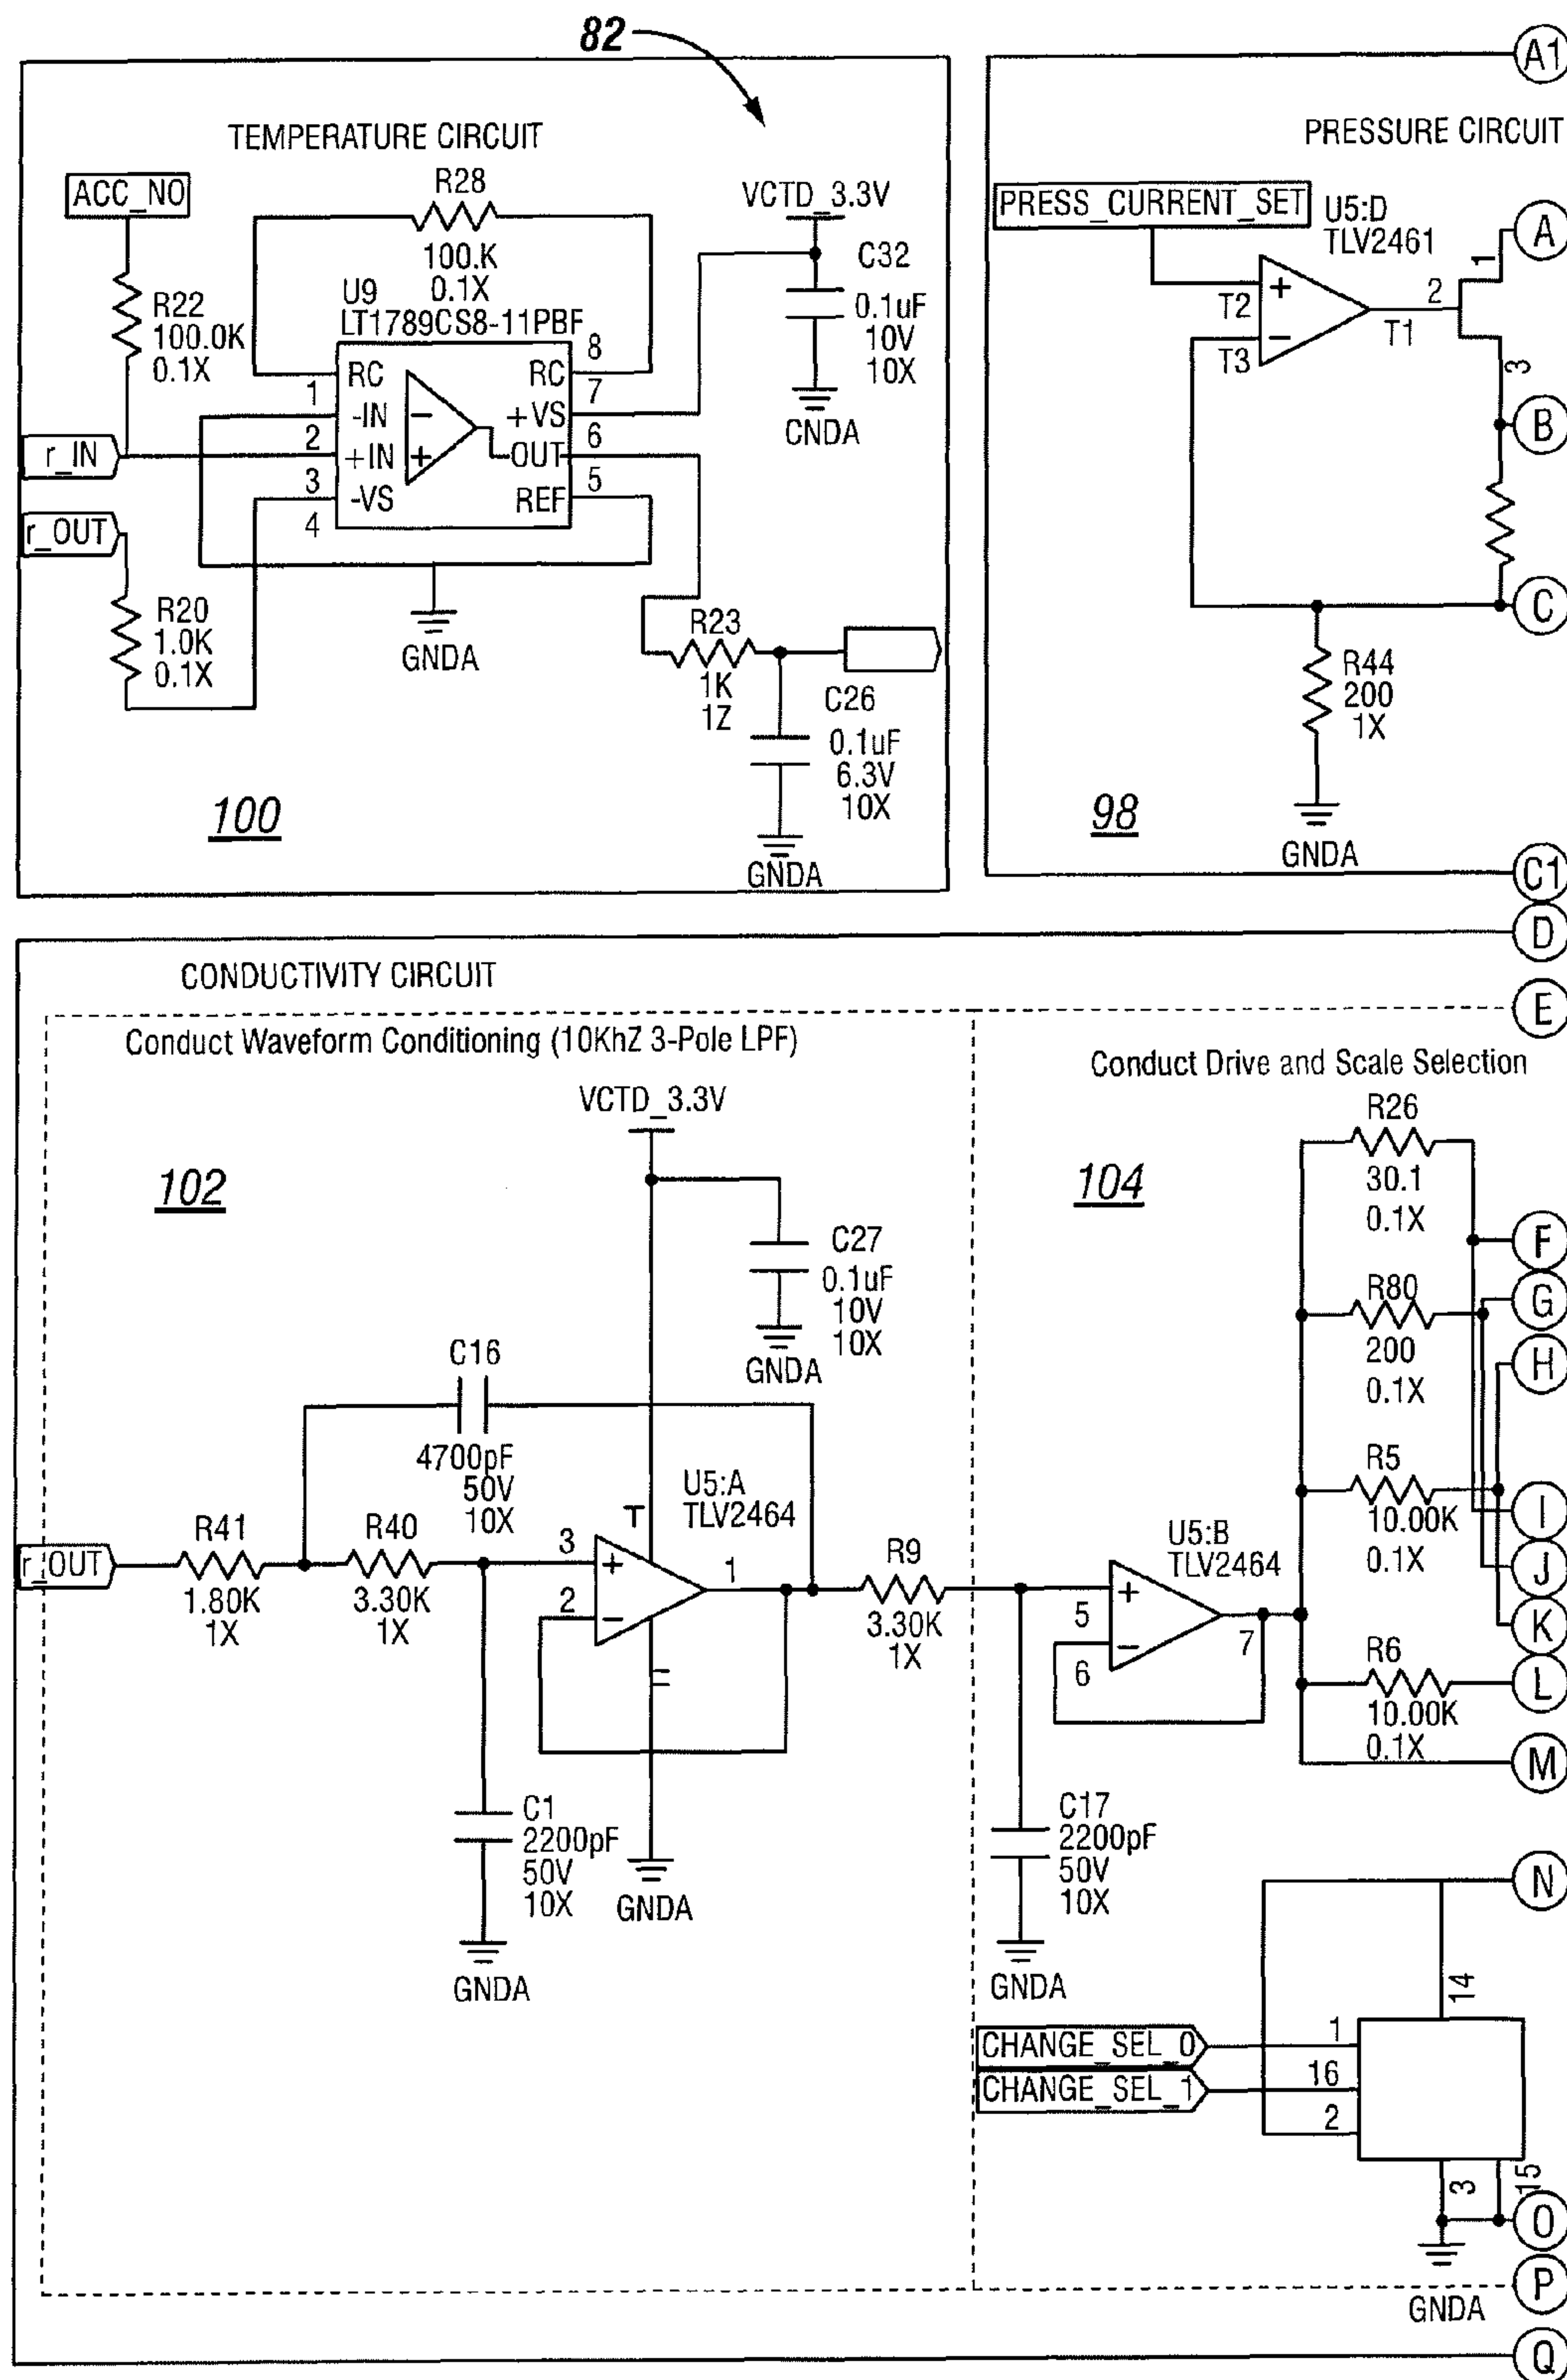 82
A1
TEMPERATURE CIRCUIT
PRESSURE CIRCUIT
ACC_NO
R28
100.K
0.1X
VCTD_3.3V
PRESS_CURRENT_SET
U5:D
TLV2461
A
R22
100.0K
0.1X
U9
LT1789CS8-11PBF
C32
0.1uF
10V
10X
CNDA
1
RC
-IN
2
+IN
3
-VS
4
8
RC
7
+VS
6
OUT
5
REF
T2
T3
T1
2
1
3
B
r_IN
r_OUT
R20
1.0K
0.1X
GNDA
R23
1K
1Z
C26
0.1uF
6.3V
10X
GNDA
C
R44
200
1X
GNDA
100
98
C1
D
CONDUCTIVITY CIRCUIT
E
Conduct Waveform Conditioning (10KhZ 3-Pole LPF)
Conduct Drive and Scale Selection
VCTD_3.3V
102
104
C27
0.1uF
10V
10X
GNDA
R26
30.1
0.1X
F
R80
200
0.1X
G
H
C16
4700pF
50V
10X
U5:A
TLV2464
R5
10.00K
0.1X
I
J
K
r_OUT
R41
1.80K
1X
R40
3.30K
1X
3
2
1
R9
3.30K
1X
U5:B
TLV2464
5
6
7
R6
10.00K
0.1X
L
M
C1
2200pF
50V
10X
GNDA
GNDA
C17
2200pF
50V
10X
GNDA
N
14
CHANGE_SEL_0
1
CHANGE_SEL_1
16
2
3
15
O
P
GNDA
Q